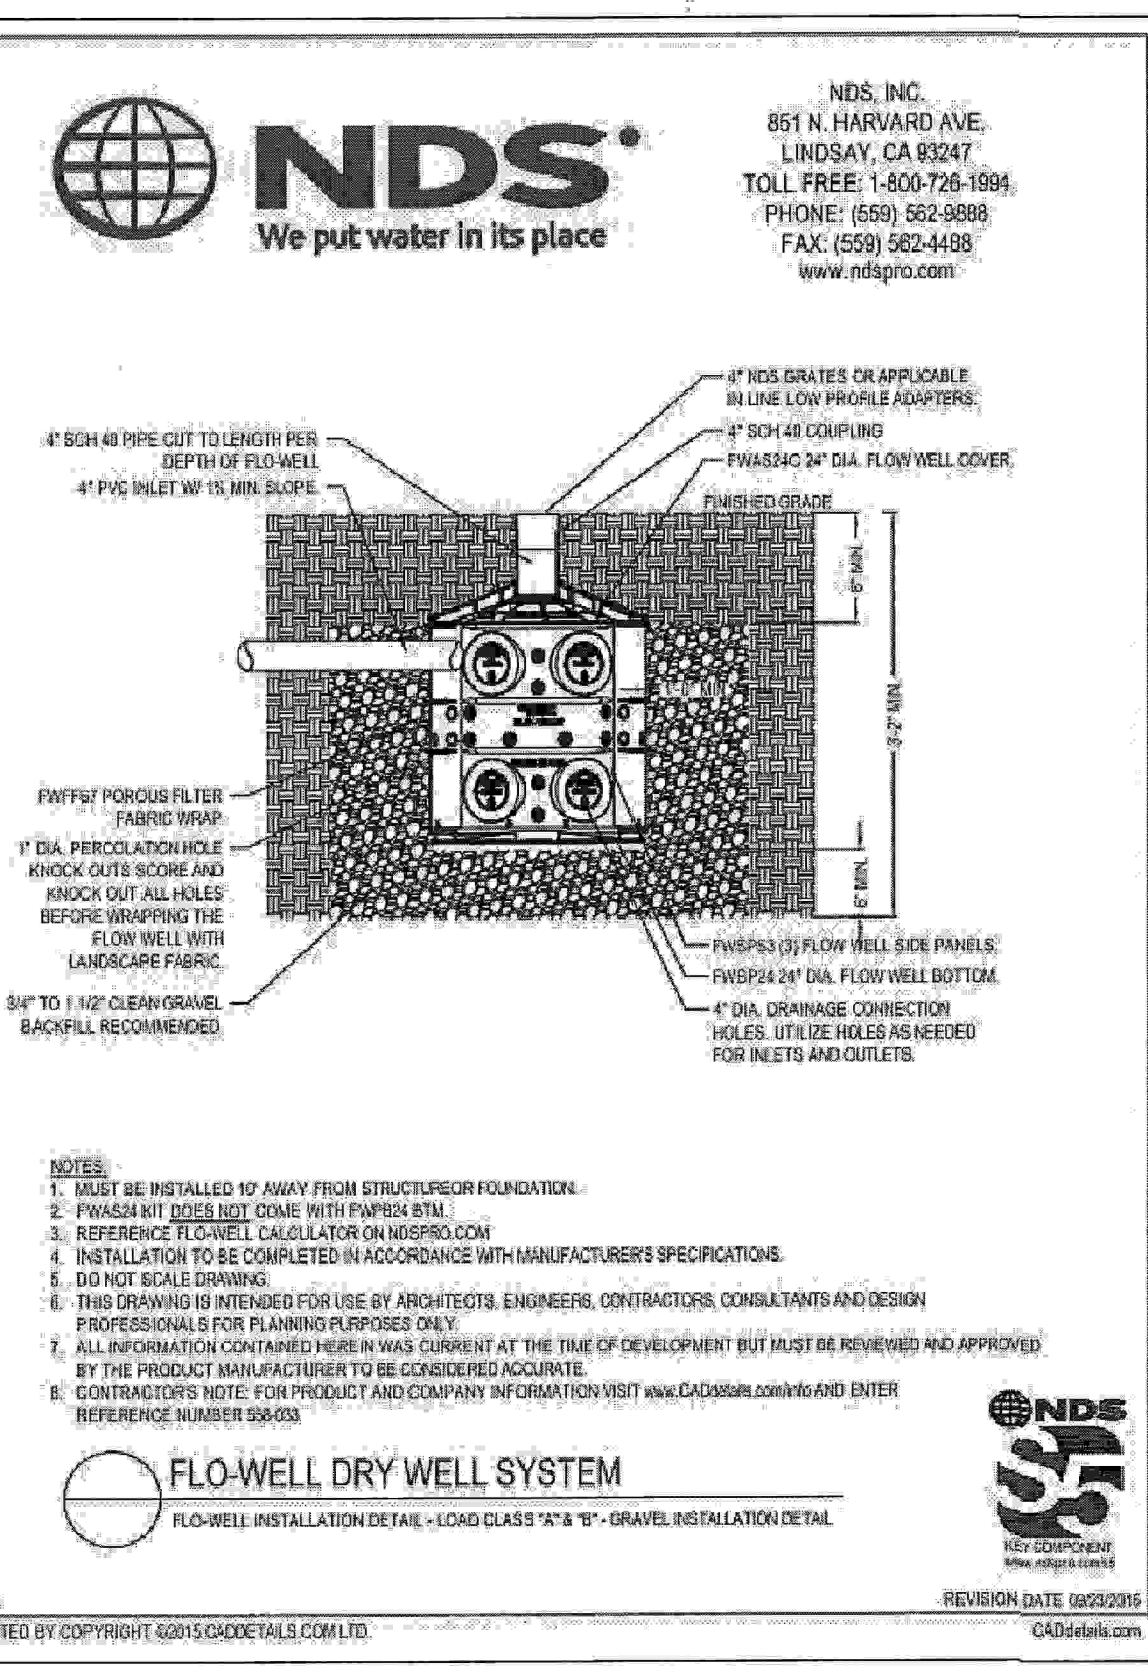 NDS
We put water in its place
NDS, INC.
851 N. HARVARD AVE.
LINDSAY, CA 93247
TOLL FREE: 1-800-726-1994
PHONE: (559) 562-9888
FAX: (559) 562-4488
www.ndspro.com
4" NDS GRATES OR APPLICABLE
IN LINE LOW PROFILE ADAPTERS.
4" SCH 40 COUPLING
FWAS24C 24" DIA. FLOW WELL COVER.
FINISHED GRADE
4" SCH 40 PIPE CUT TO LENGTH PER
DEPTH OF FLO-WELL
4" PVC INLET W/ 1% MIN. SLOPE
6" MIN.
1'-0" MIN.
3'-2" MIN.
6" MIN.
FWFF67 POROUS FILTER
FABRIC WRAP
1" DIA. PERCOLATION HOLE
KNOCK OUTS SCORE AND
KNOCK OUT ALL HOLES
BEFORE WRAPPING THE
FLOW WELL WITH
LANDSCAPE FABRIC
3/4" TO 1 1/2" CLEAN GRAVEL
BACKFILL RECOMMENDED
FWSPS3 (3) FLOW WELL SIDE PANELS.
FWBP24 24" DIA. FLOW WELL BOTTOM.
4" DIA. DRAINAGE CONNECTION
HOLES. UTILIZE HOLES AS NEEDED
FOR INLETS AND OUTLETS.
NOTES
1. MUST BE INSTALLED 10' AWAY FROM STRUCTUREOR FOUNDATION.
2. FWAS24 KIT DOES NOT COME WITH FWPB24 BTM.
3. REFERENCE FLO-WELL CALCULATOR ON NDSPRO.COM
4. INSTALLATION TO BE COMPLETED IN ACCORDANCE WITH MANUFACTURER'S SPECIFICATIONS.
5. DO NOT SCALE DRAWING.
6. THIS DRAWING IS INTENDED FOR USE BY ARCHITECTS, ENGINEERS, CONTRACTORS, CONSULTANTS AND DESIGN
PROFESSIONALS FOR PLANNING PURPOSES ONLY.
7. ALL INFORMATION CONTAINED HEREIN WAS CURRENT AT THE TIME OF DEVELOPMENT BUT MUST BE REVIEWED AND APPROVED
BY THE PRODUCT MANUFACTURER TO BE CONSIDERED ACCURATE.
8. CONTRACTOR'S NOTE: FOR PRODUCT AND COMPANY INFORMATION VISIT www.CADdetails.com/info AND ENTER
REFERENCE NUMBER 558-033
FLO-WELL DRY WELL SYSTEM
FLO-WELL INSTALLATION DETAIL - LOAD CLASS "A" & "B" - GRAVEL INSTALLATION DETAIL
NDS
S5
KEY COMPONENT
www.ndspro.com/s5
REVISION DATE 09/23/2015
TED BY COPYRIGHT ©2015 CADDETAILS.COM LTD.
CADdetails.com